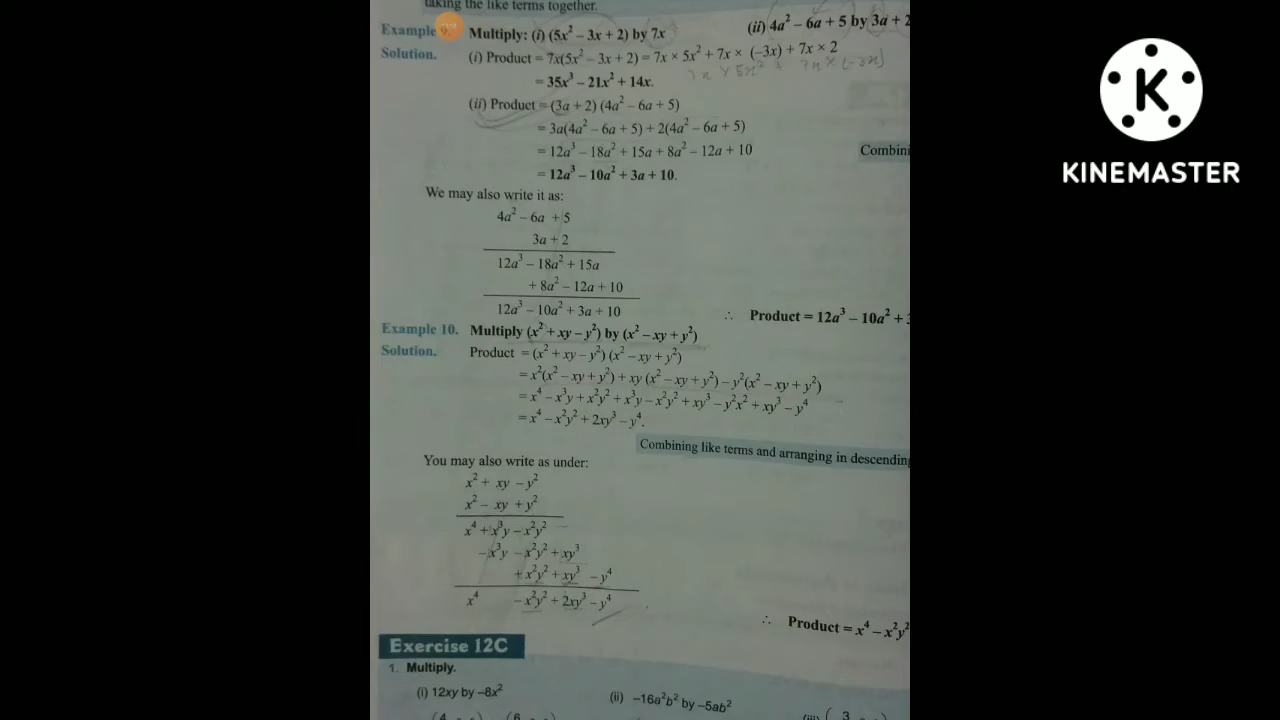 taking the like terms together.
Example 9. Multiply: (i) (5x² – 3x + 2) by 7x (ii) 4a² – 6a + 5 by 3a + 2
Solution. (i) Product = 7x(5x² – 3x + 2) = 7x × 5x² + 7x × (–3x) + 7x × 2
7x × 5x² + 7x × (–3x)
= 35x³ – 21x² + 14x.
(ii) Product = (3a + 2) (4a² – 6a + 5)
= 3a(4a² – 6a + 5) + 2(4a² – 6a + 5)
= 12a³ – 18a² + 15a + 8a² – 12a + 10 Combini
= 12a³ – 10a² + 3a + 10.
We may also write it as:
4a² – 6a + 5
3a + 2
12a³ – 18a² + 15a
+ 8a² – 12a + 10
12a³ – 10a² + 3a + 10 ∴ Product = 12a³ – 10a² + 3
Example 10. Multiply (x² + xy – y²) by (x² – xy + y²)
Solution. Product = (x² + xy – y²) (x² – xy + y²)
= x²(x² – xy + y²) + xy (x² – xy + y²) – y²(x² – xy + y²)
= x⁴ – x³y + x²y² + x³y – x²y² + xy³ – y²x² + xy³ – y⁴
= x⁴ – x²y² + 2xy³ – y⁴.
Combining like terms and arranging in descending
You may also write as under:
x² + xy – y²
x² – xy + y²
x⁴ + x³y – x²y²
– x³y – x²y² + xy³
+ x²y² + xy³ – y⁴
x⁴ – x²y² + 2xy³ – y⁴
∴ Product = x⁴ – x²y²
Exercise 12C
1. Multiply.
(i) 12xy by –8x² (ii) –16a²b² by –5ab²
K
KINEMASTER